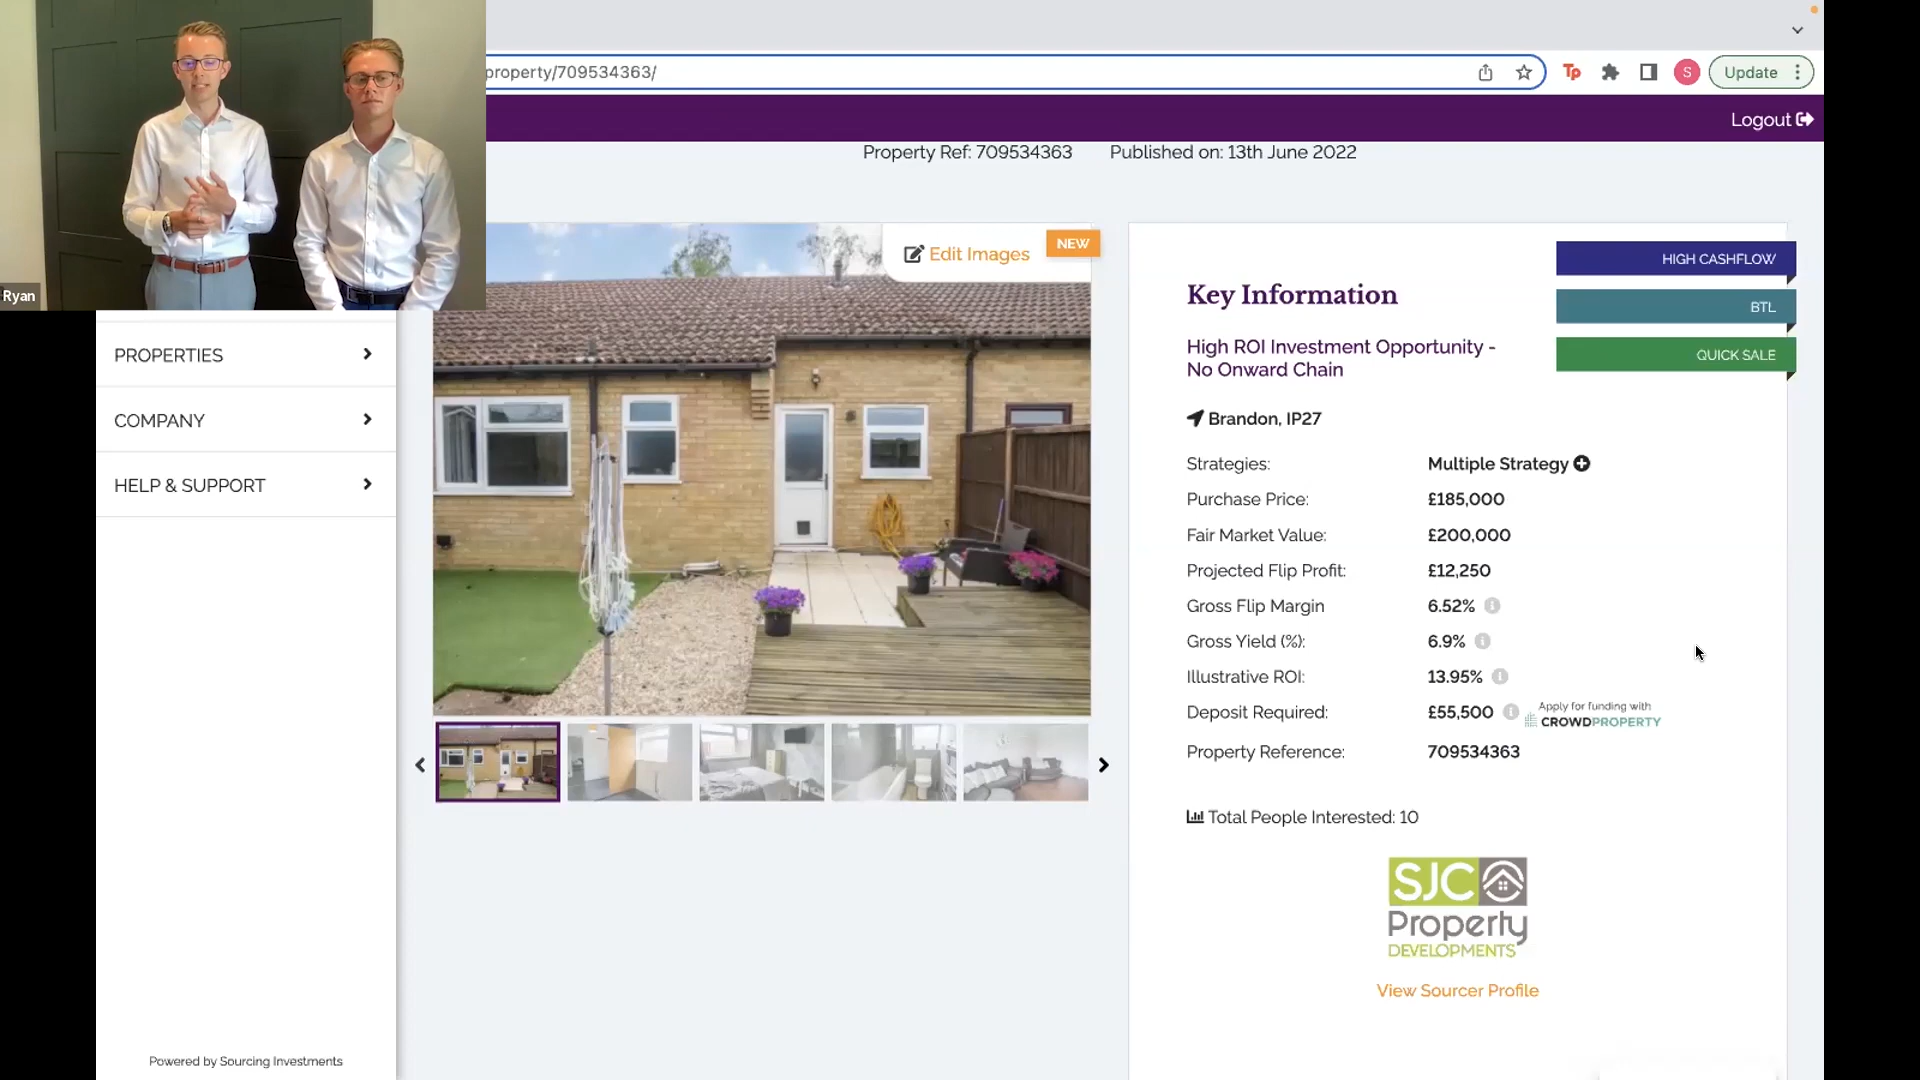 property/709534363/
Tp
S
Update
Logout
Property Ref: 709534363
Published on: 13th June 2022
Ryan
PROPERTIES
COMPANY
HELP & SUPPORT
Powered by Sourcing Investments
Edit Images
NEW
HIGH CASHFLOW
BTL
QUICK SALE
Key Information
High ROI Investment Opportunity -
No Onward Chain
Brandon, IP27
Strategies: Multiple Strategy
Purchase Price: £185,000
Fair Market Value: £200,000
Projected Flip Profit: £12,250
Gross Flip Margin 6.52%
Gross Yield (%): 6.9%
Illustrative ROI: 13.95%
Deposit Required: £55,500
Apply for funding with
CROWDPROPERTY
Property Reference: 709534363
Total People Interested: 10
SJC
Property
DEVELOPMENTS
View Sourcer Profile